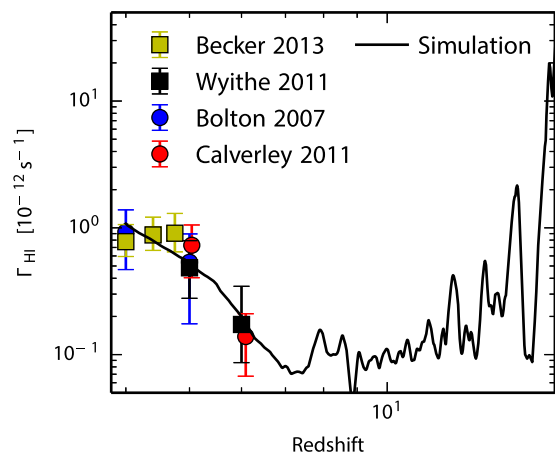 Becker 2013
Simulation
Wyithe 2011
Bolton 2007
Calverley 2011
Γ_HI [10⁻¹² s⁻¹]
10¹
10⁰
10⁻¹
10¹
Redshift